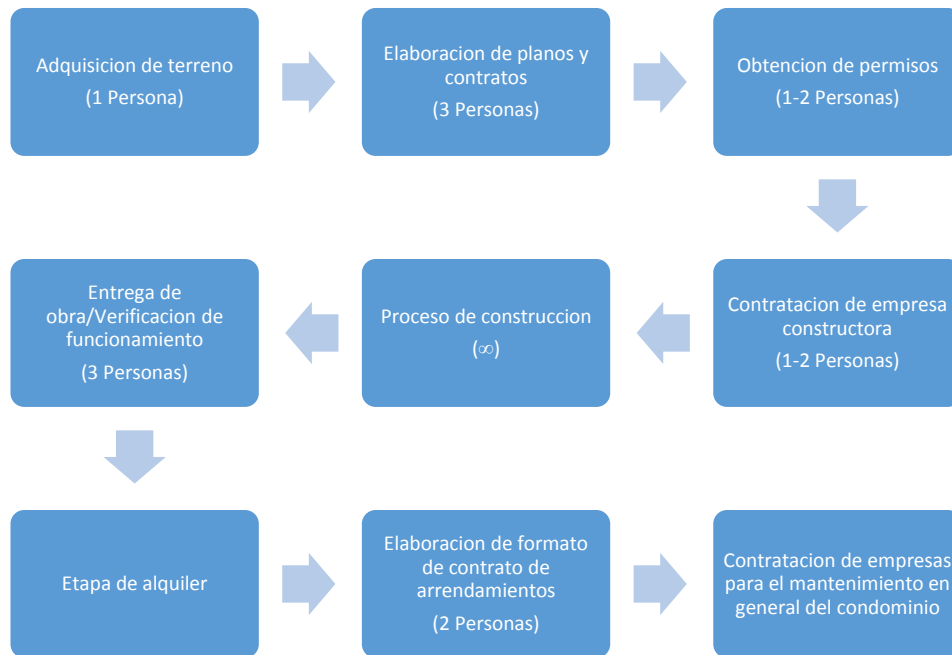 Adquisicion de terreno
(1 Persona)
Elaboracion de planos y
contratos
(3 Personas)
Obtencion de permisos
(1-2 Personas)
Contratacion de empresa
constructora
(1-2 Personas)
Proceso de construccion
(∞)
Entrega de
obra/Verificacion de
funcionamiento
(3 Personas)
Etapa de alquiler
Elaboracion de formato
de contrato de
arrendamientos
(2 Personas)
Contratacion de empresas
para el mantenimiento en
general del condominio